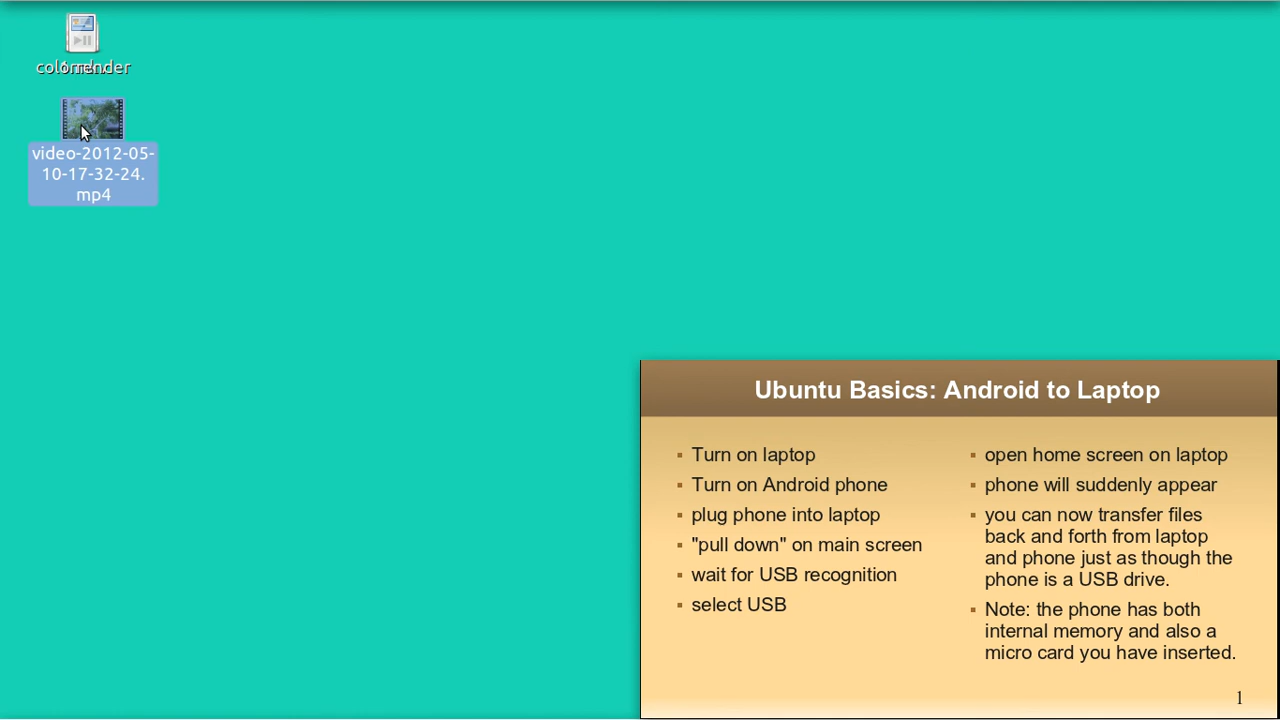 video-2012-05-
10-17-32-24.
mp4
Ubuntu Basics: Android to Laptop
Turn on laptop
Turn on Android phone
plug phone into laptop
"pull down" on main screen
wait for USB recognition
select USB
open home screen on laptop
phone will suddenly appear
you can now transfer files
back and forth from laptop
and phone just as though the
phone is a USB drive.
Note: the phone has both
internal memory and also a
micro card you have inserted.
1